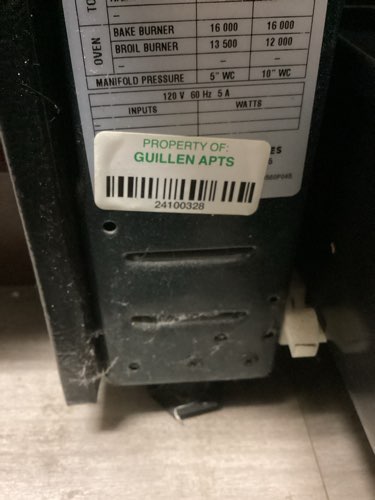 OVEN
BAKE BURNER 16 000 16 000
BROIL BURNER 13 500 12 000
MANIFOLD PRESSURE 5" WC 10" WC
120 V 60 Hz 5 A
INPUTS WATTS
PROPERTY OF:
GUILLEN APTS
24100328